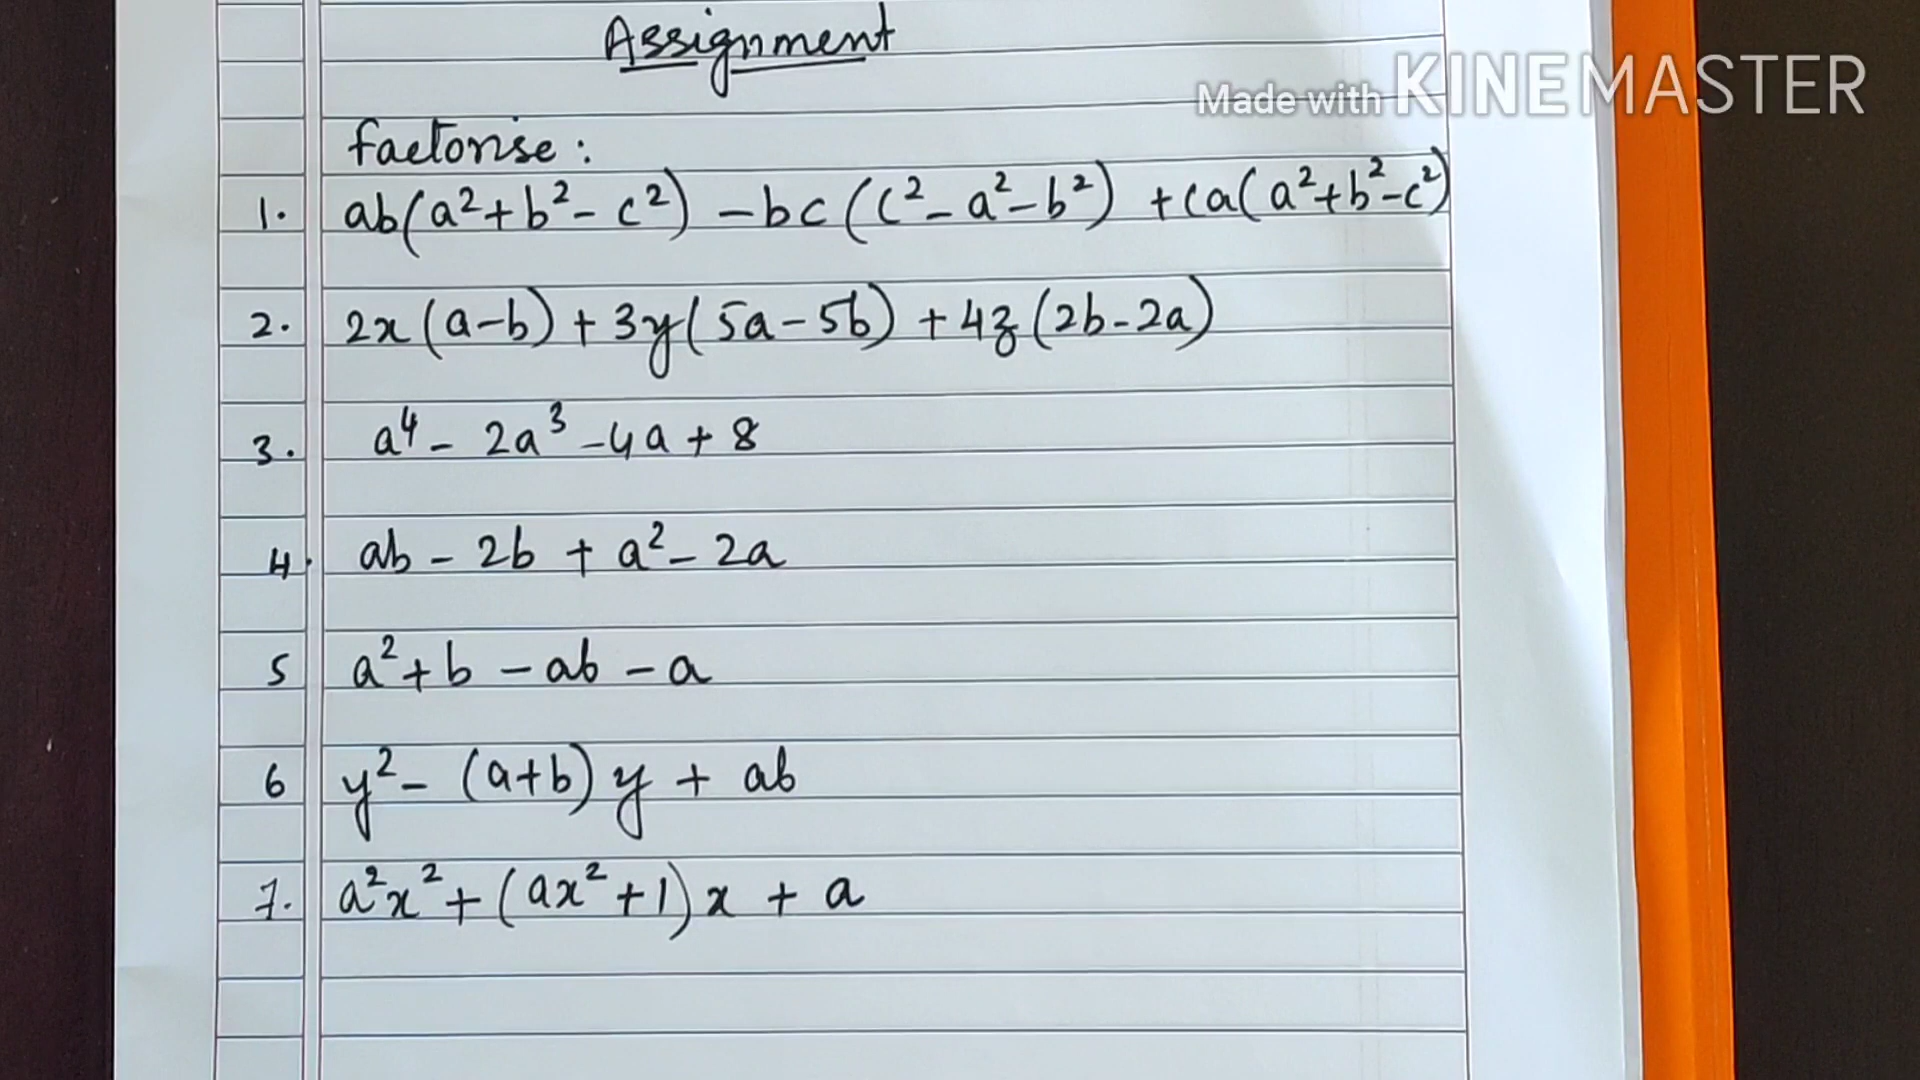 Assignment
Made with KINEMASTER
factorise :
1. ab(a² + b² - c²) - bc (c² - a² - b²) + ca( a² + b² - c²)
2. 2x (a-b) + 3y(5a - 5b) + 4z (2b - 2a)
3. a⁴ - 2a³ - 4a + 8
4. ab - 2b + a² - 2a
5 a² + b - ab - a
6 y² - (a+b) y + ab
7. a²x² + (ax² + 1) x + a